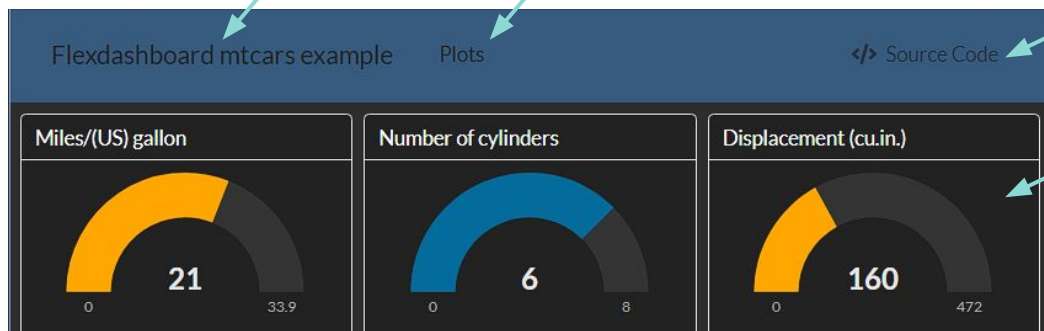 Flexdashboard mtcars example Plots </> Source Code
Miles/(US) gallon Number of cylinders Displacement (cu.in.)
21 6 160
0 33.9 0 8 0 472